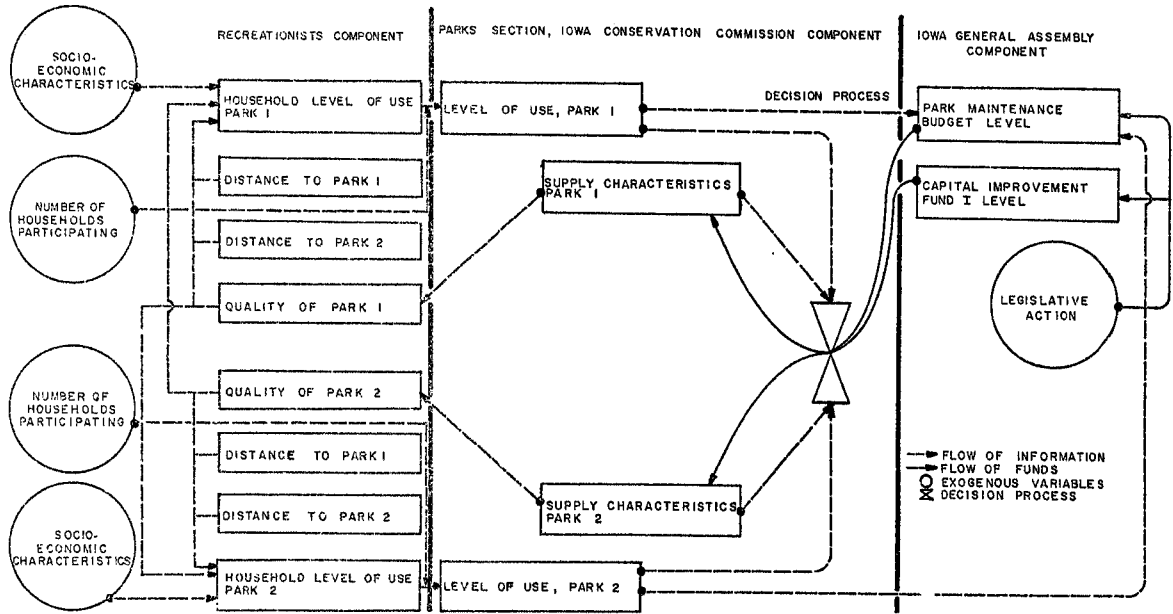 RECREATIONISTS COMPONENT
PARKS SECTION, IOWA CONSERVATION COMMISSION COMPONENT
IOWA GENERAL ASSEMBLY
COMPONENT
SOCIO-
ECONOMIC
CHARACTERISTICS
HOUSEHOLD LEVEL OF USE
PARK 1
LEVEL OF USE, PARK 1
DECISION PROCESS
PARK MAINTENANCE
BUDGET LEVEL
DISTANCE TO PARK 1
SUPPLY CHARACTERISTICS
PARK 1
CAPITAL IMPROVEMENT
FUND I LEVEL
NUMBER OF
HOUSEHOLDS
PARTICIPATING
DISTANCE TO PARK 2
QUALITY OF PARK 1
LEGISLATIVE
ACTION
NUMBER OF
HOUSEHOLDS
PARTICIPATING
QUALITY OF PARK 2
DISTANCE TO PARK 1
FLOW OF INFORMATION
FLOW OF FUNDS
EXOGENOUS VARIABLES
DECISION PROCESS
SUPPLY CHARACTERISTICS
PARK 2
DISTANCE TO PARK 2
SOCIO-
ECONOMIC
CHARACTERISTICS
HOUSEHOLD LEVEL OF USE
PARK 2
LEVEL OF USE, PARK 2